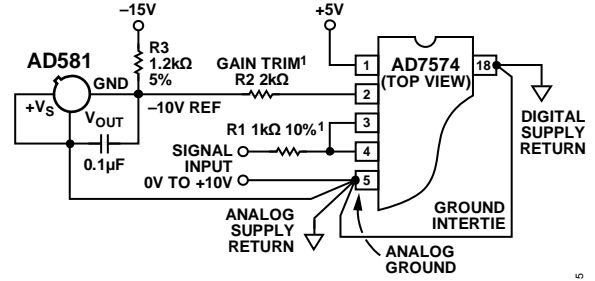 –15V
+5V
AD581
R3
1.2kΩ
5%
GAIN TRIM1
R2 2kΩ
1
AD7574
(TOP VIEW)
18
GND
+VS
VOUT
–10V REF
2
0.1µF
R1 1kΩ 10%1
3
SIGNAL
INPUT
4
0V TO +10V
5
DIGITAL
SUPPLY
RETURN
ANALOG
SUPPLY
RETURN
GROUND
INTERTIE
ANALOG
GROUND
5